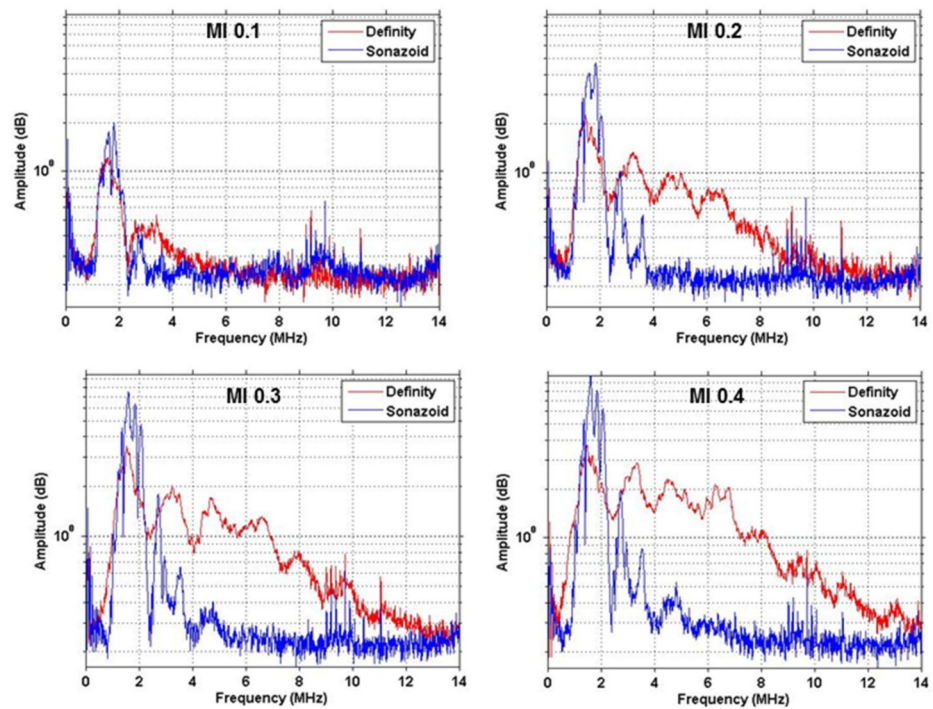 MI 0.1
Definity
Sonazoid
Amplitude (dB)
10⁰
0 2 4 6 8 10 12 14
Frequency (MHz)
MI 0.2
Definity
Sonazoid
Amplitude (dB)
10⁰
0 2 4 6 8 10 12 14
Frequency (MHz)
MI 0.3
Definity
Sonazoid
Amplitude (dB)
10⁰
0 2 4 6 8 10 12 14
Frequency (MHz)
MI 0.4
Definity
Sonazoid
Amplitude (dB)
10⁰
0 2 4 6 8 10 12 14
Frequency (MHz)